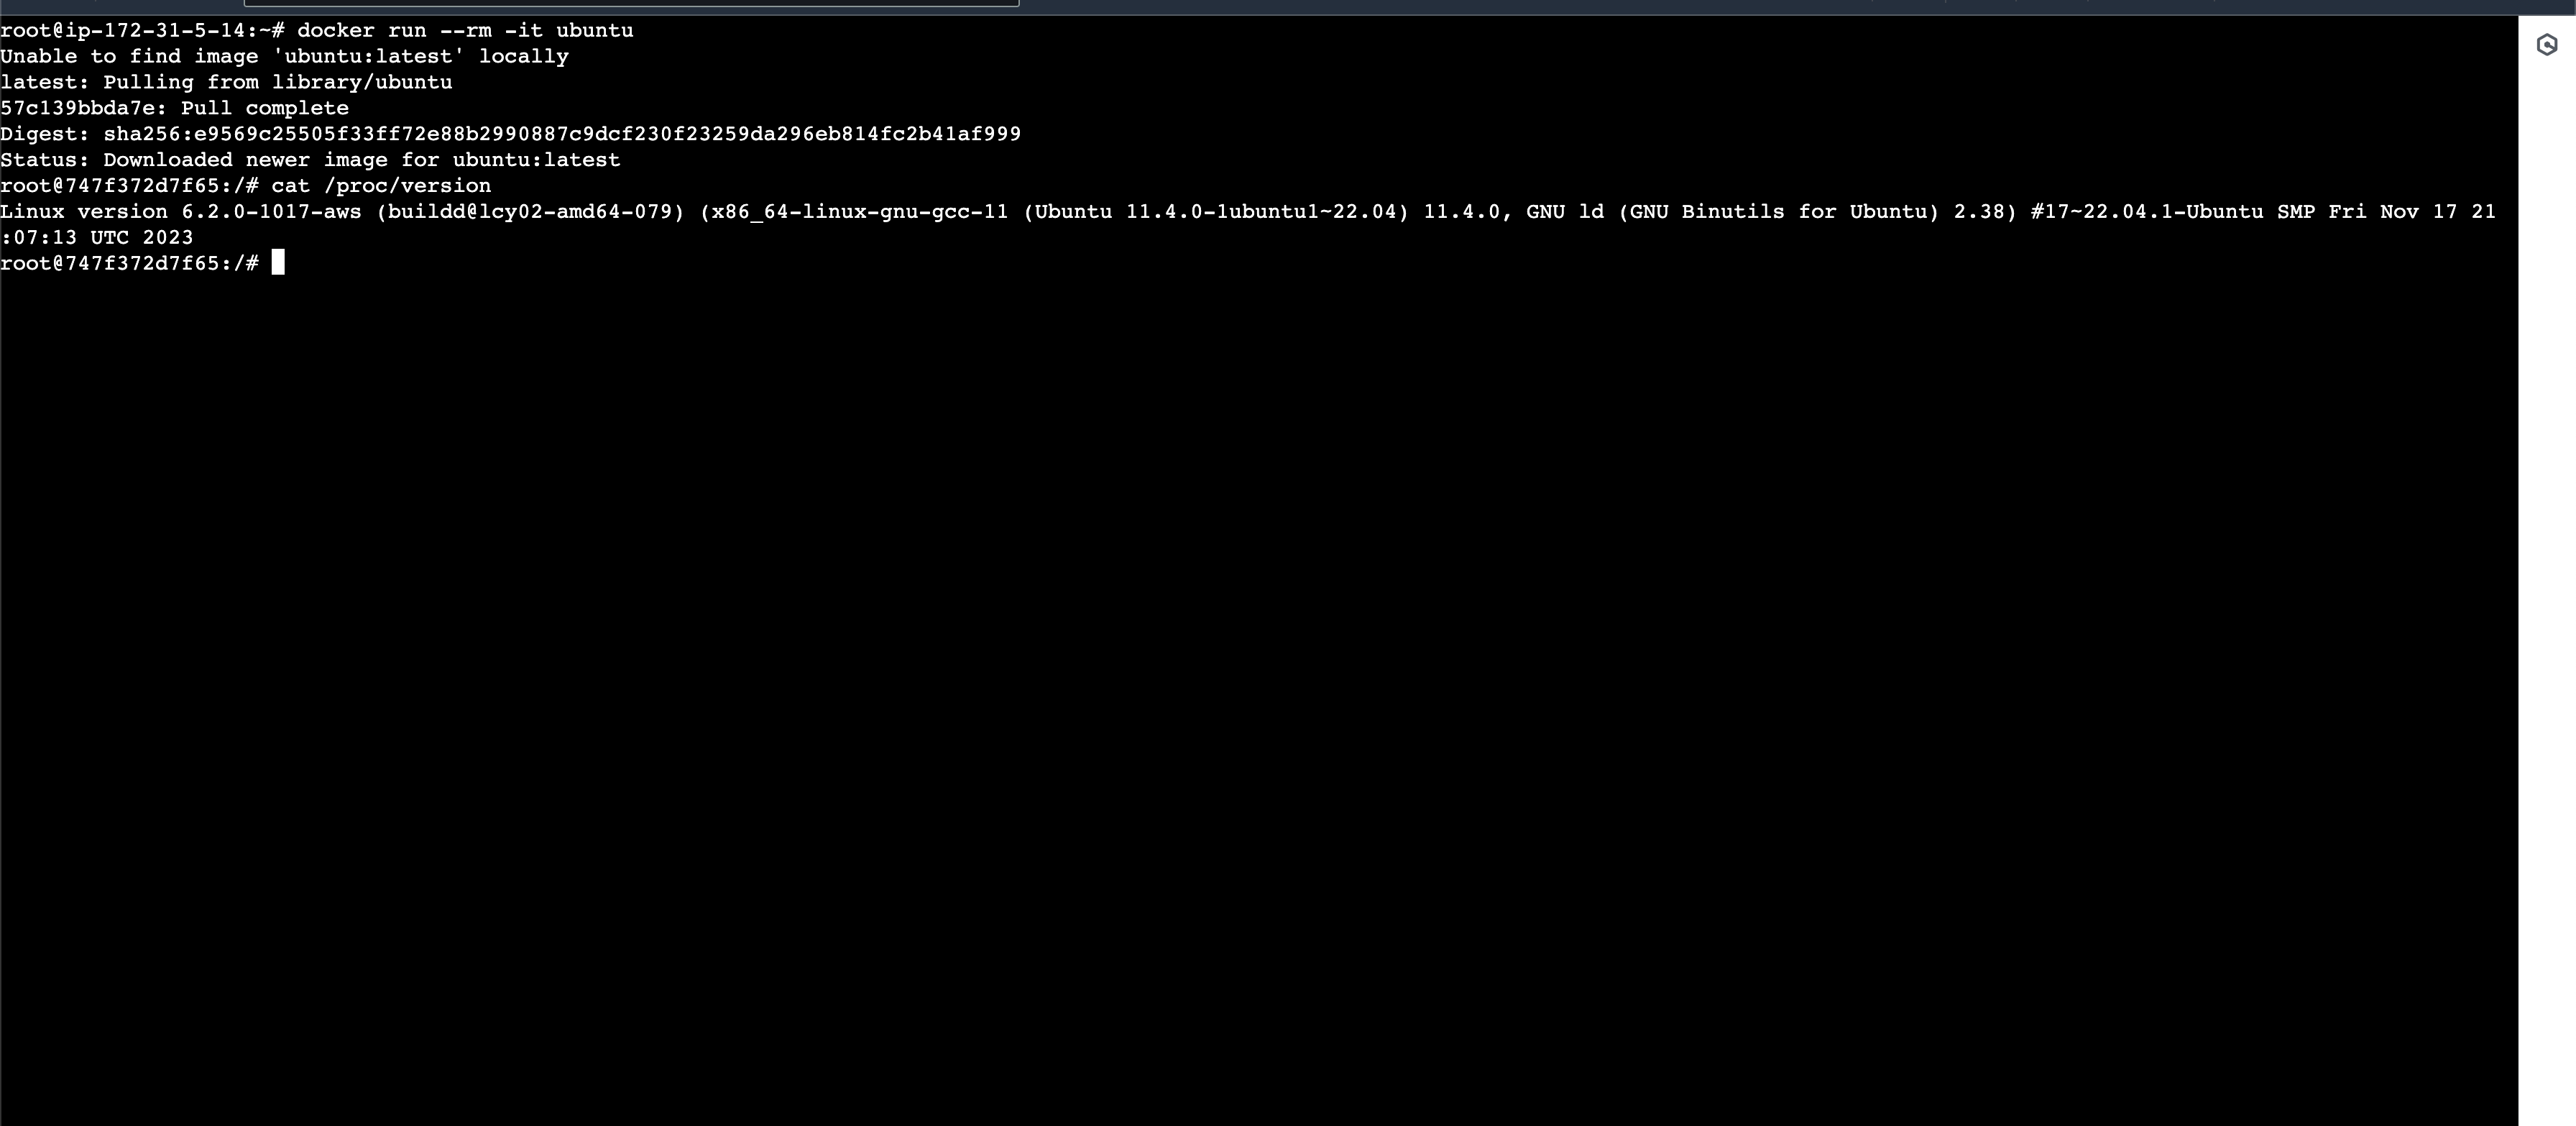 root@ip-172-31-5-14:~# docker run --rm -it ubuntu
Unable to find image 'ubuntu:latest' locally
latest: Pulling from library/ubuntu
57c139bbda7e: Pull complete
Digest: sha256:e9569c25505f33ff72e88b2990887c9dcf230f23259da296eb814fc2b41af999
Status: Downloaded newer image for ubuntu:latest
root@747f372d7f65:/# cat /proc/version
Linux version 6.2.0-1017-aws (buildd@lcy02-amd64-079) (x86_64-linux-gnu-gcc-11 (Ubuntu 11.4.0-1ubuntu1~22.04) 11.4.0, GNU ld (GNU Binutils for Ubuntu) 2.38) #17~22.04.1-Ubuntu SMP Fri Nov 17 21
:07:13 UTC 2023
root@747f372d7f65:/#